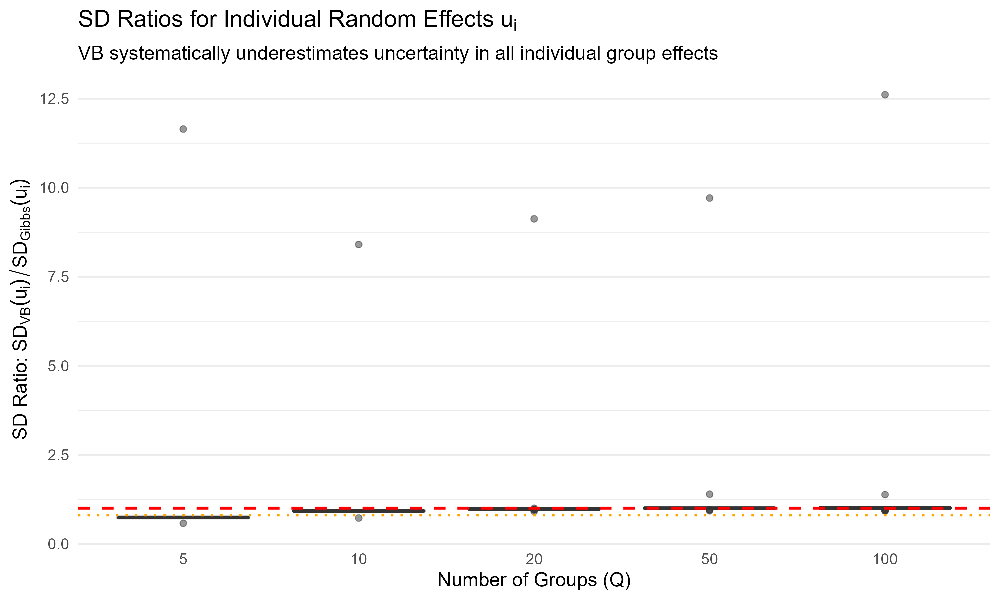 SD Ratios for Individual Random Effects uᵢ
VB systematically underestimates uncertainty in all individual group effects
SD Ratio: SD_VB(uᵢ) / SD_Gibbs(uᵢ)
12.5
10.0
7.5
5.0
2.5
0.0
5 10 20 50 100
Number of Groups (Q)